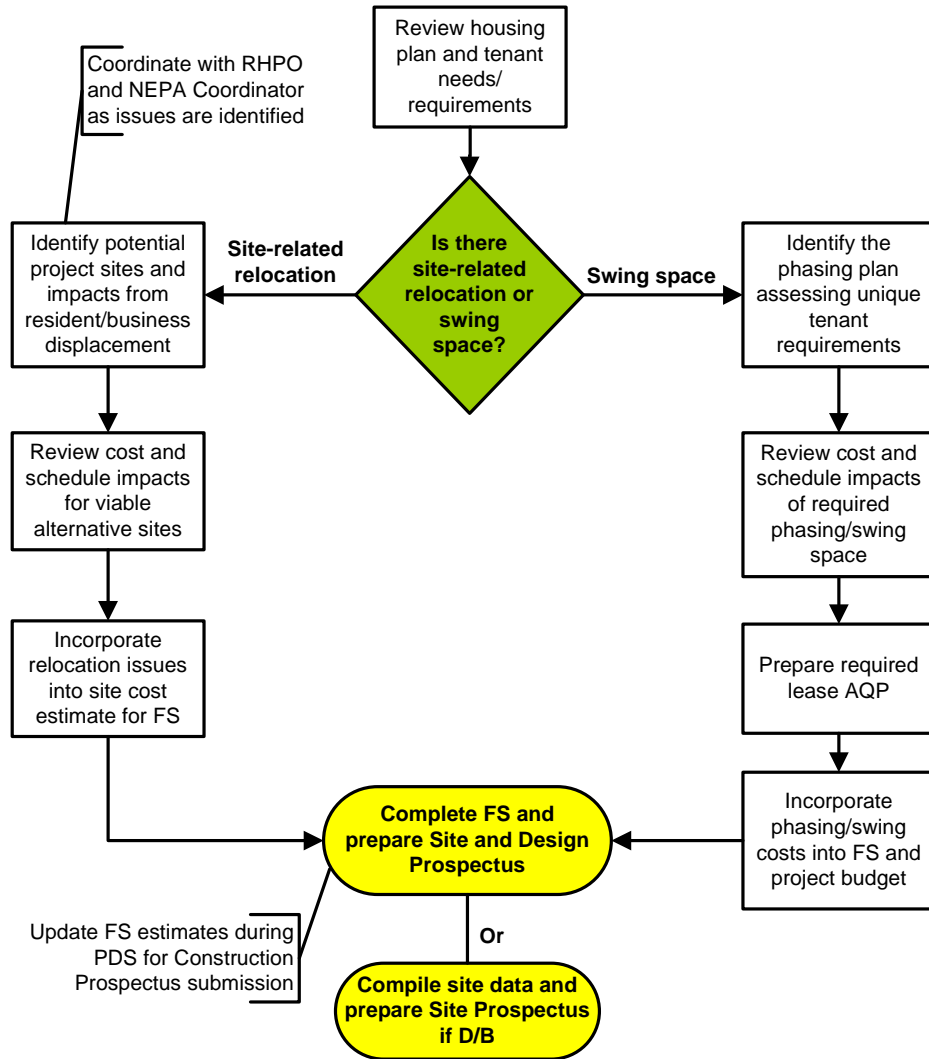 Review housing
plan and tenant
needs/
requirements
Coordinate with RHPO
and NEPA Coordinator
as issues are identified
Is there
site-related
relocation or
swing
space?
Site-related
relocation
Swing space
Identify potential
project sites and
impacts from
resident/business
displacement
Review cost and
schedule impacts
for viable
alternative sites
Incorporate
relocation issues
into site cost
estimate for FS
Identify the
phasing plan
assessing unique
tenant
requirements
Review cost and
schedule impacts
of required
phasing/swing
space
Prepare required
lease AQP
Incorporate
phasing/swing
costs into FS and
project budget
Complete FS and
prepare Site and Design
Prospectus
Update FS estimates during
PDS for Construction
Prospectus submission
Or
Compile site data and
prepare Site Prospectus
if D/B